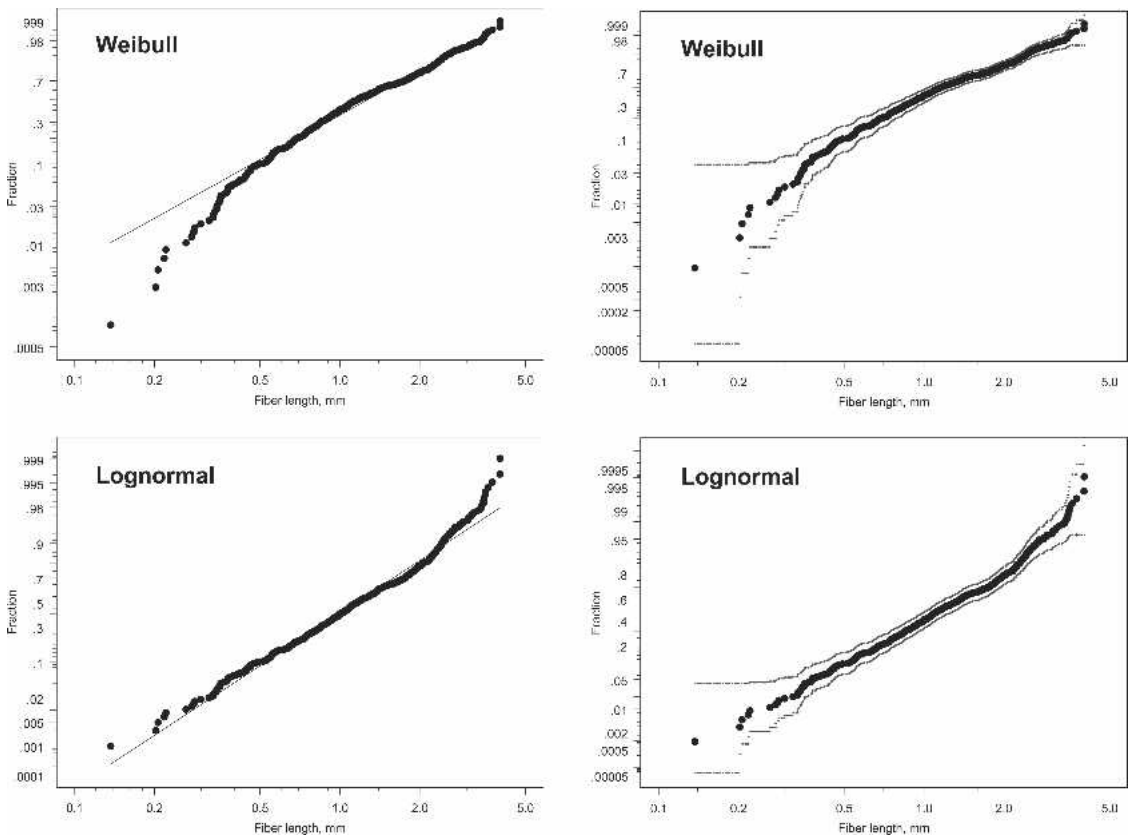 Weibull
Fraction
.999
.98
.7
.3
.1
.03
.01
.003
.0005
0.1 0.2 0.5 1.0 2.0 5.0
Fiber length, mm
Weibull
Fraction
.999
.98
.7
.3
.1
.03
.01
.003
.0005
.0002
.00005
0.1 0.2 0.5 1.0 2.0 5.0
Fiber length, mm
Lognormal
Fraction
.999
.995
.98
.9
.7
.5
.3
.1
.02
.005
.001
.0001
0.1 0.2 0.5 1.0 2.0 5.0
Fiber length, mm
Lognormal
Fraction
.9995
.995
.99
.95
.8
.6
.4
.2
.05
.01
.002
.0005
.00005
0.1 0.2 0.5 1.0 2.0 5.0
Fiber length, mm